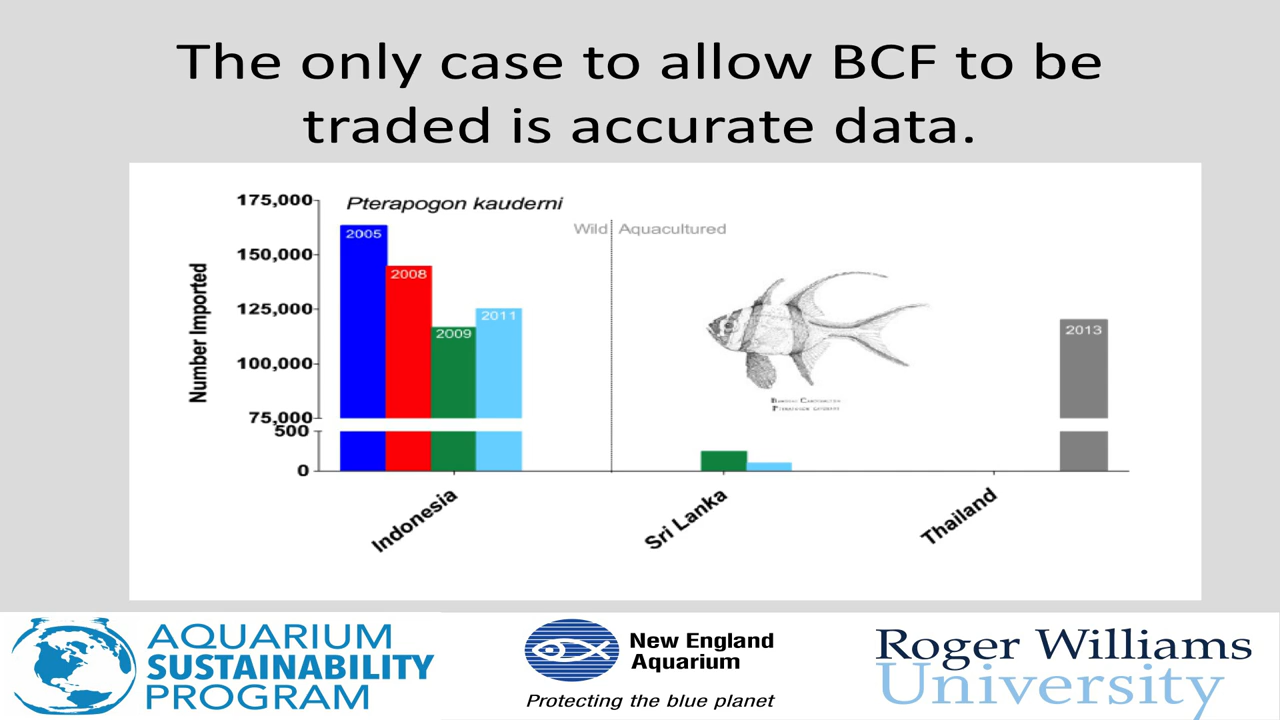 The only case to allow BCF to be
traded is accurate data.
175,000
150,000
125,000
100,000
75,000
500
0
Number Imported
Pterapogon kauderni
Wild
Aquacultured
2005
2008
2009
2011
2013
Indonesia
Sri Lanka
Thailand
AQUARIUM
SUSTAINABILITY
PROGRAM
New England
Aquarium
Protecting the blue planet
Roger Williams
University